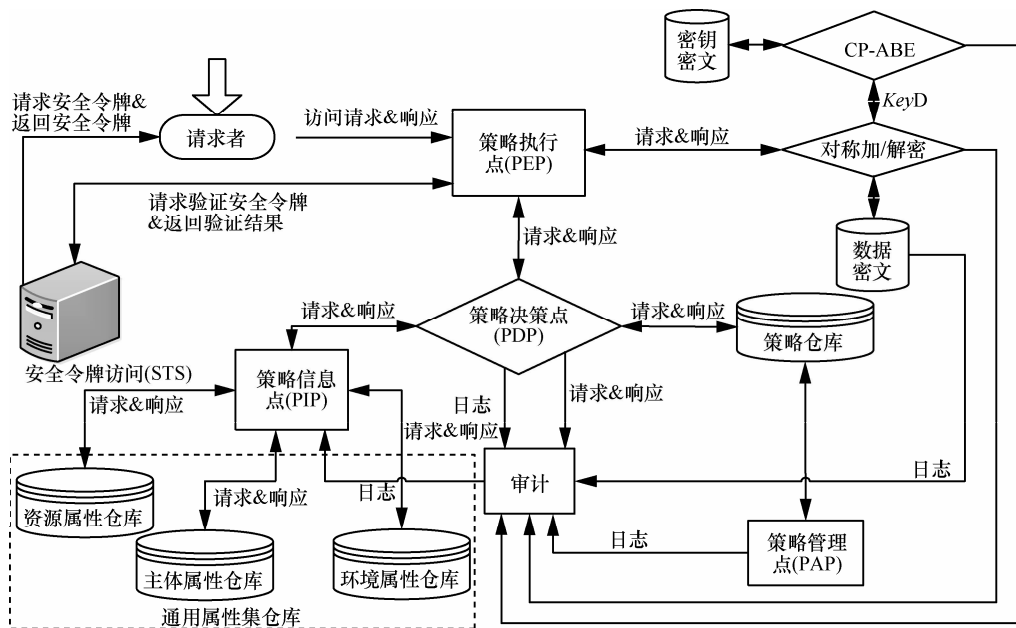 密钥
密文
CP-ABE
请求安全令牌&
返回安全令牌
请求者
访问请求&响应
策略执行
点(PEP)
请求&响应
KeyD
对称加/解密
请求验证安全令牌
&返回验证结果
请求&响应
数据
密文
请求&响应
策略决策点
(PDP)
请求&响应
策略仓库
安全令牌访问(STS)
请求&响应
策略信息
点(PIP)
日志
请求&响应
请求&响应
审计
日志
资源属性仓库
请求&响应
日志
主体属性仓库
环境属性仓库
通用属性集仓库
日志
策略管理
点(PAP)